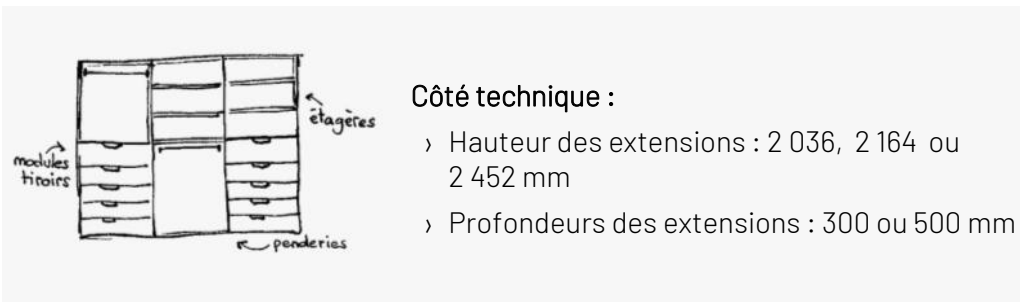 étagères
modules
tiroirs
penderies
Côté technique :
› Hauteur des extensions : 2 036, 2 164 ou
2 452 mm
› Profondeurs des extensions : 300 ou 500 mm